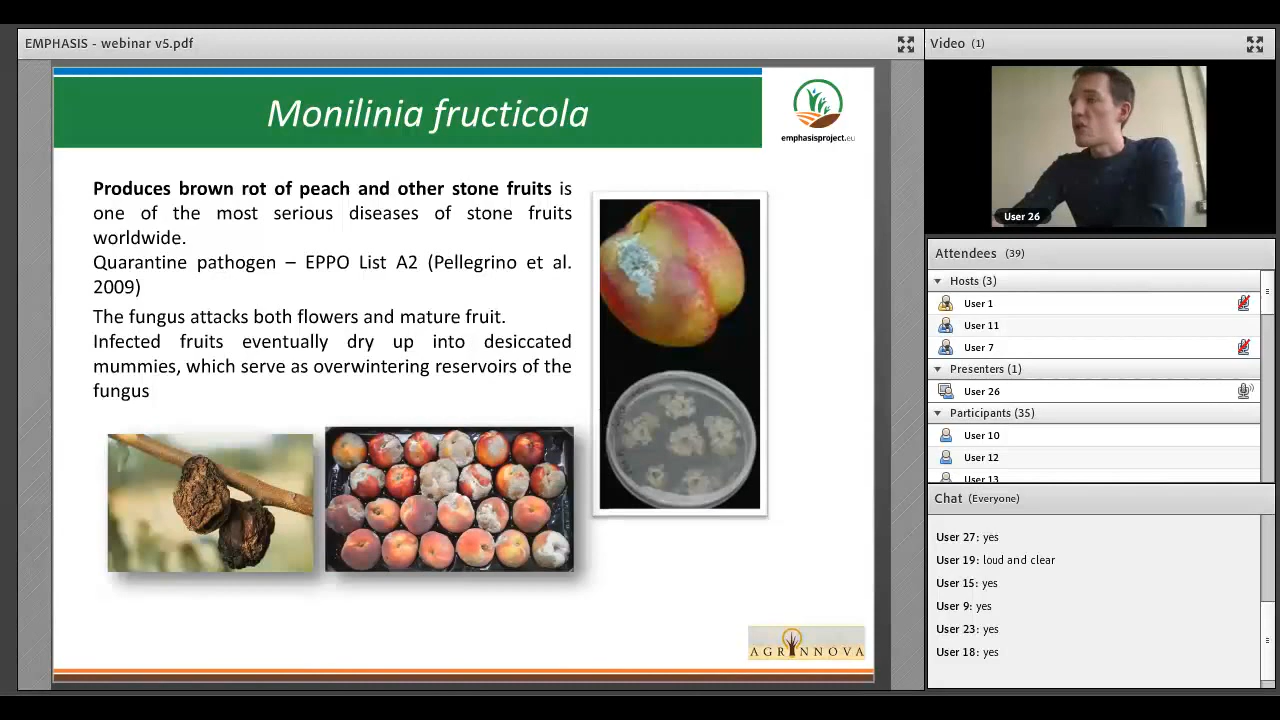 EMPHASIS - webinar v5.pdf
Monilinia fructicola
emphasisproject.eu
Produces brown rot of peach and other stone fruits is
one of the most serious diseases of stone fruits
worldwide.
Quarantine pathogen – EPPO List A2 (Pellegrino et al.
2009)
The fungus attacks both flowers and mature fruit.
Infected fruits eventually dry up into desiccated
mummies, which serve as overwintering reservoirs of the
fungus
AGRINNOVA
Video (1)
User 26
Attendees (39)
Hosts (3)
User 1
User 11
User 7
Presenters (1)
User 26
Participants (35)
User 10
User 12
User 13
Chat (Everyone)
User 27: yes
User 19: loud and clear
User 15: yes
User 9: yes
User 23: yes
User 18: yes